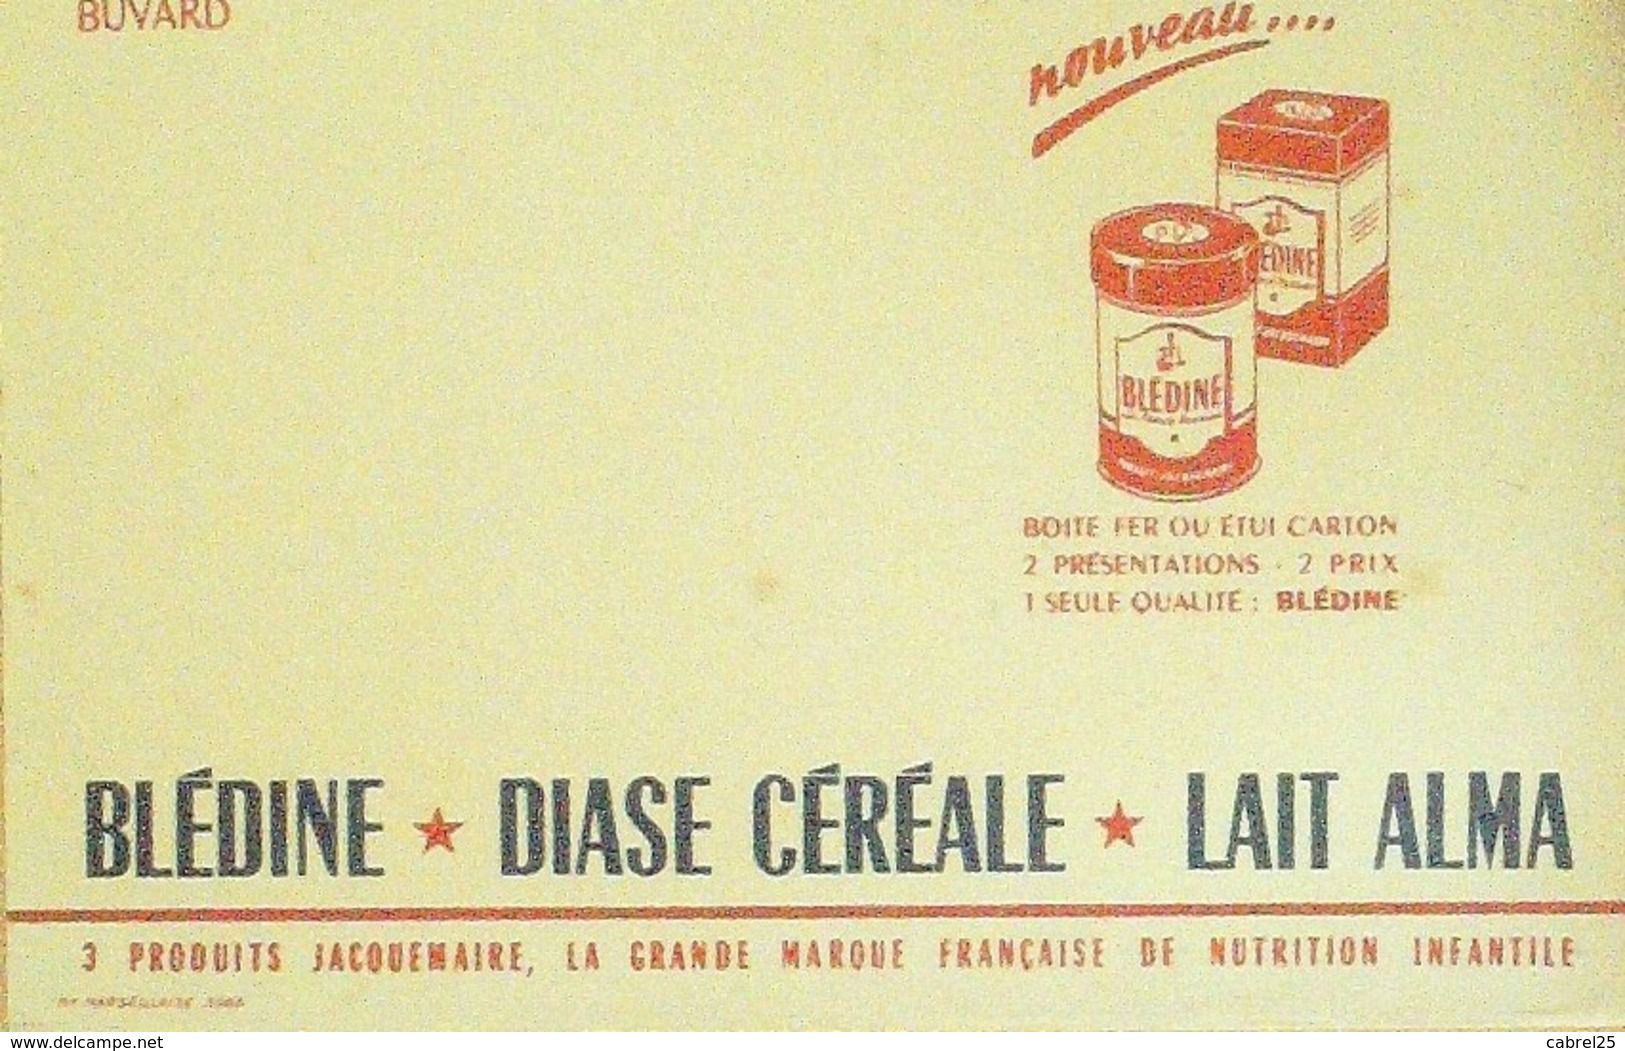 BUVARD
nouveau....
BLÉDINE
BLÉDINE
BOITE FER OU ÉTUI CARTON
2 PRÉSENTATIONS - 2 PRIX
1 SEULE QUALITÉ : BLÉDINE
BLÉDINE ★ DIASE CÉRÉALE ★ LAIT ALMA
3 PRODUITS JACQUEMAIRE, LA GRANDE MARQUE FRANÇAISE DE NUTRITION INFANTILE
delcampe.net
cabrel25